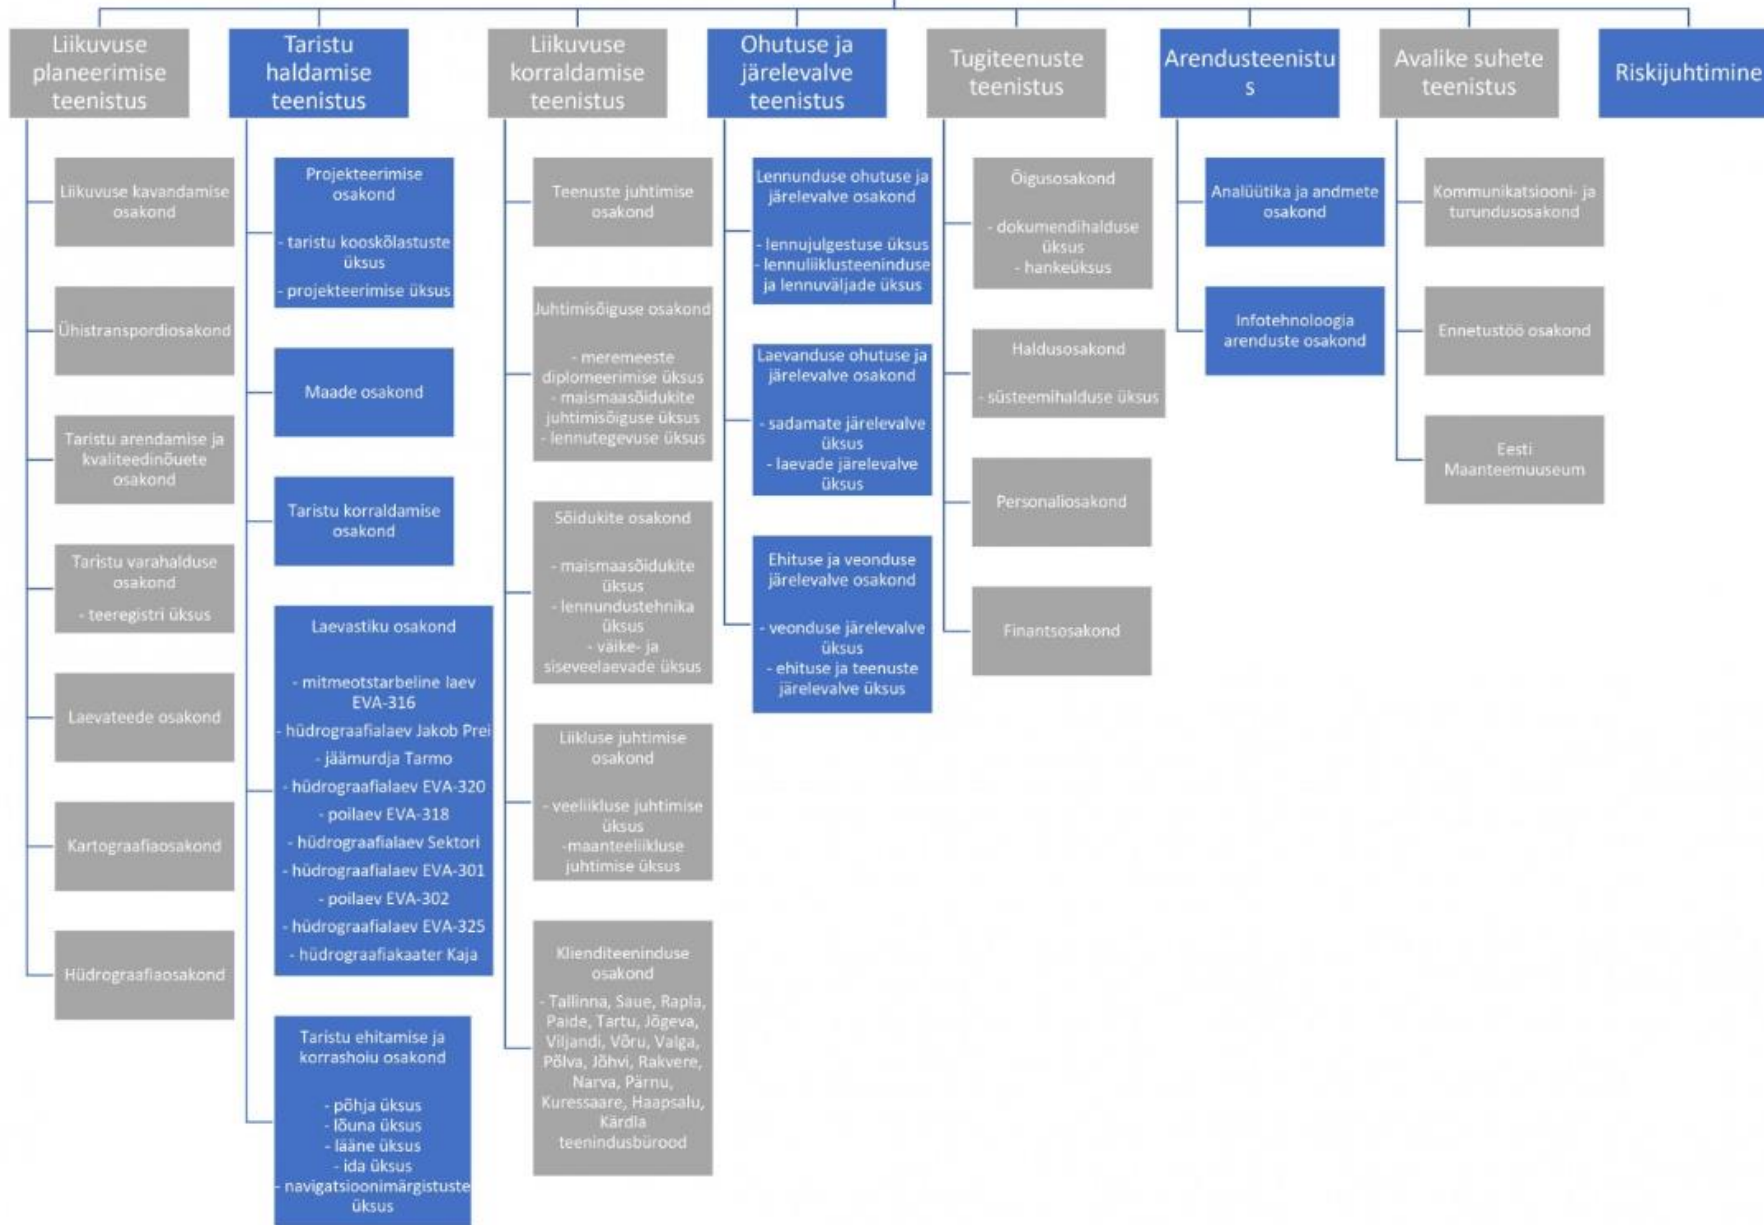 Liikuvuse
planeerimise
teenistus
Liikuvuse kavandamise
osakond
Ühistranspordiosakond
Taristu arendamise ja
kvaliteedinõuete
osakond
Taristu varahalduse
osakond
- teeregistri üksus
Laevateede osakond
Kartograafiaosakond
Hüdrograafiaosakond
Taristu
haldamise
teenistus
Projekteerimise
osakond
- taristu kooskõlastuste
üksus
- projekteerimise üksus
Maade osakond
Taristu korraldamise
osakond
Laevastiku osakond
- mitmeotstarbeline laev
EVA-316
- hüdrograafialaev Jakob Prei
- jäämurdja Tarmo
- hüdrograafialaev EVA-320
- poilaev EVA-318
- hüdrograafialaev Sektori
- hüdrograafialaev EVA-301
- poilaev EVA-302
- hüdrograafialaev EVA-325
- hüdrograafiakaater Kaja
Taristu ehitamise ja
korrashoiu osakond
- põhja üksus
- lõuna üksus
- lääne üksus
- ida üksus
- navigatsioonimärgistuste
üksus
Liikuvuse
korraldamise
teenistus
Teenuste juhtimise
osakond
Juhtimisõiguse osakond
- meremeeste
diplomeerimise üksus
- maismaasõidukite
juhtimisõiguse üksus
- lennutegevuse üksus
Sõidukite osakond
- maismaasõidukite
üksus
- lennundustehnika
üksus
- väike- ja
siseveelaevade üksus
Liikluse juhtimise
osakond
- veeliikluse juhtimise
üksus
-maanteeliikluse
juhtimise üksus
Klienditeeninduse
osakond
- Tallinna, Saue, Rapla,
Paide, Tartu, Jõgeva,
Viljandi, Võru, Valga,
Põlva, Jõhvi, Rakvere,
Narva, Pärnu,
Kuressaare, Haapsalu,
Kärdla
teenindusbürood
Ohutuse ja
järelevalve
teenistus
Lennunduse ohutuse ja
järelevalve osakond
- lennujulgestuse üksus
- lennuliiklusteeninduse
ja lennuväljade üksus
Laevanduse ohutuse ja
järelevalve osakond
- sadamate järelevalve
üksus
- laevade järelevalve
üksus
Ehituse ja veonduse
järelevalve osakond
- veonduse järelevalve
üksus
- ehituse ja teenuste
järelevalve üksus
Tugiteenuste
teenistus
Õigusosakond
- dokumendihalduse
üksus
- hankeüksus
Haldusosakond
- süsteemihalduse üksus
Personaliosakond
Finantsosakond
Arendusteenistu
s
Analüütika ja andmete
osakond
Infotehnoloogia
arenduste osakond
Avalike suhete
teenistus
Kommunikatsiooni- ja
turundusosakond
Ennetustöö osakond
Eesti
Maanteemuuseum
Riskijuhtimine